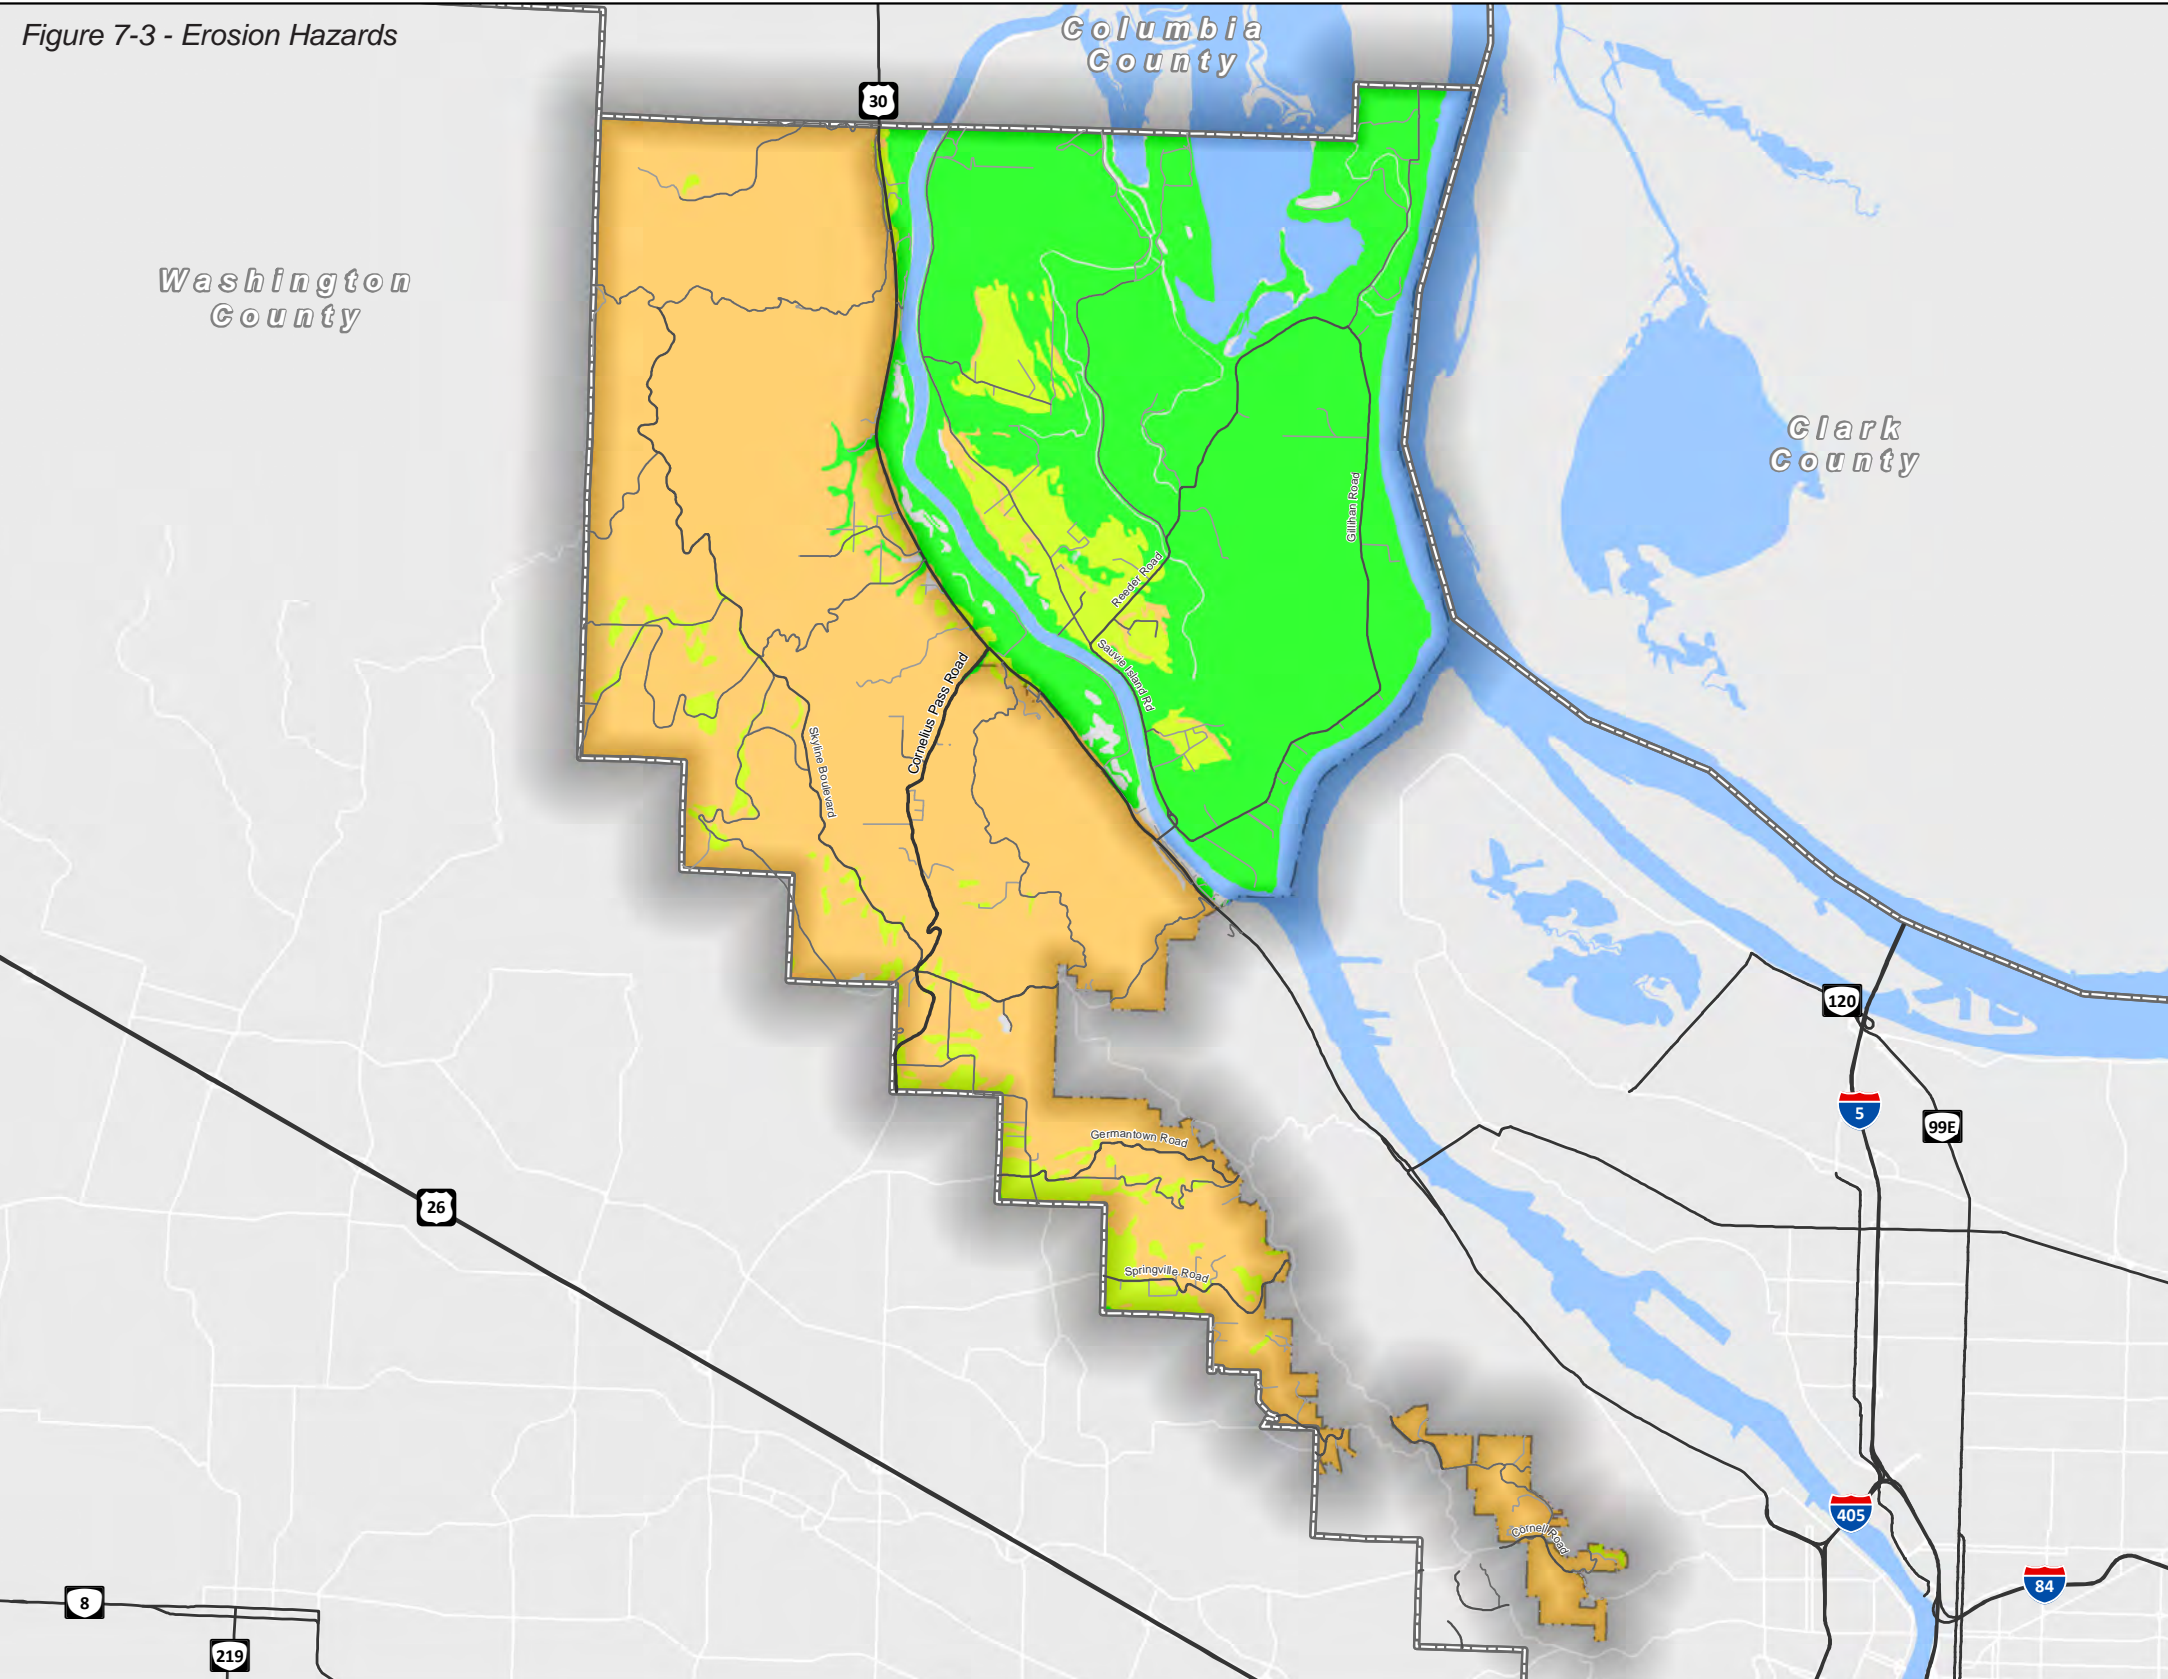 Figure 7-3 - Erosion Hazards
Columbia
County
30
Washington
County
Clark
County
Gillihan Road
Reeder Road
Sauvie Island Rd
Cornelius Pass Road
Skyline Boulevard
120
5
99E
Germantown Road
26
Springville Road
405
Cornell Road
84
8
219